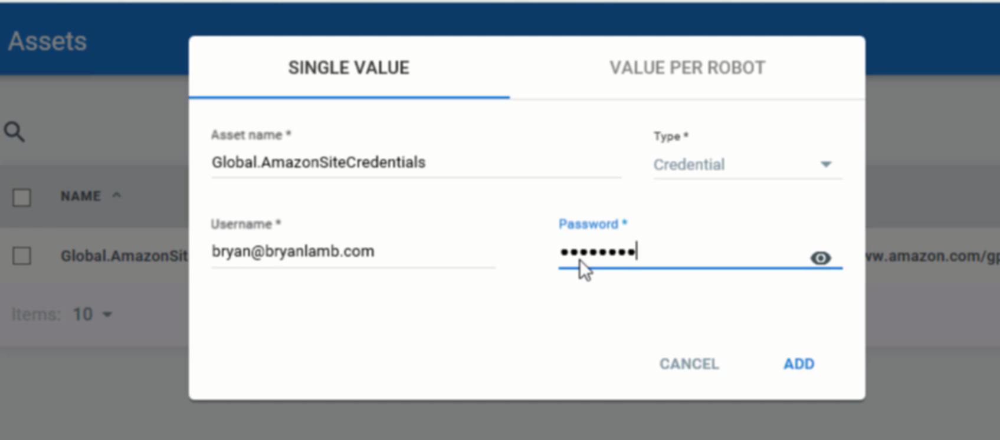 Assets
SINGLE VALUE
VALUE PER ROBOT
Asset name *
Type *
Global.AmazonSiteCredentials
Credential
NAME
Username *
Password *
bryan@bryanlamb.com
••••••••
Global.AmazonSit
ww.amazon.com/gp
Items: 10
CANCEL
ADD